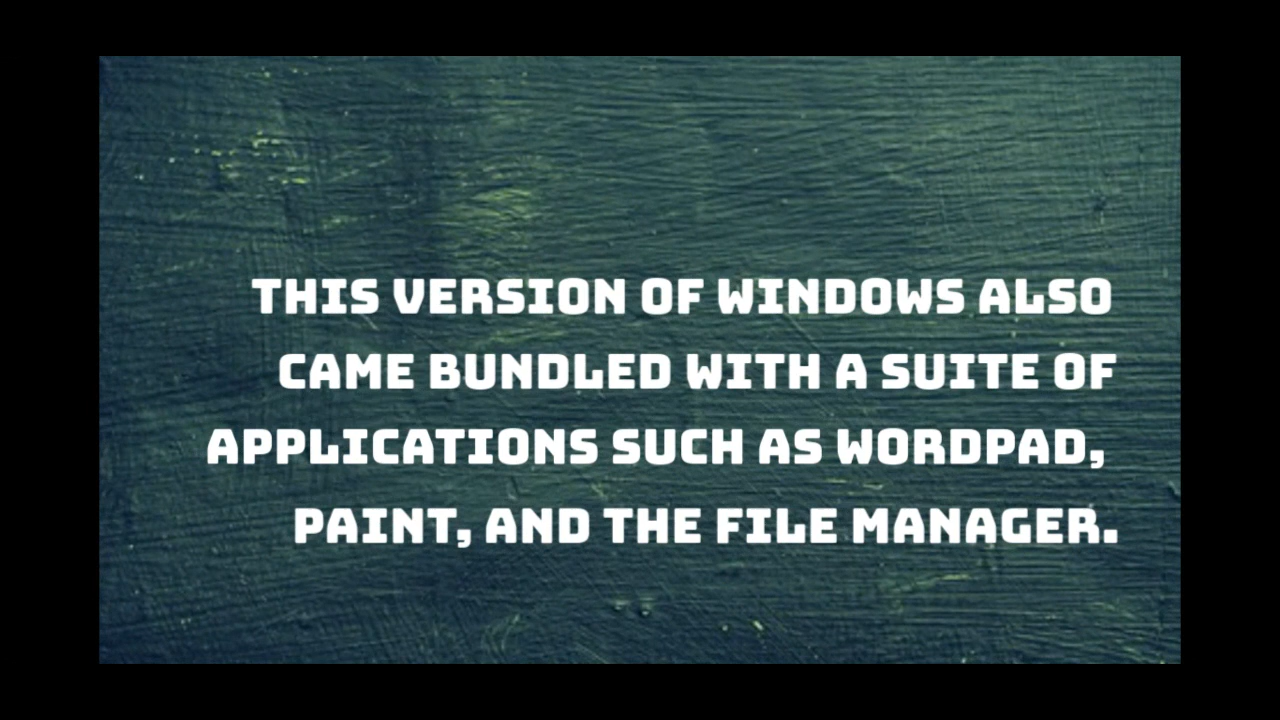 THIS VERSION OF WINDOWS ALSO
CAME BUNDLED WITH A SUITE OF
APPLICATIONS SUCH AS WORDPAD,
PAINT, AND THE FILE MANAGER.